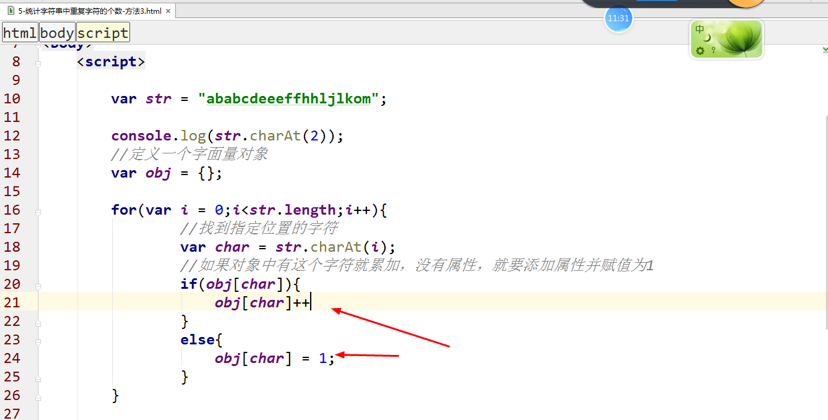 5-统计字符串中重复字符的个数-方法3.html ×
11:31
中
html body script
7 <body>
8 <script>
9
10 var str = "ababcdeeeffhhljlkom";
11
12 console.log(str.charAt(2));
13 //定义一个字面量对象
14 var obj = {};
15
16 for(var i = 0;i<str.length;i++){
17 //找到指定位置的字符
18 var char = str.charAt(i);
19 //如果对象中有这个字符就累加，没有属性，就要添加属性并赋值为1
20 if(obj[char]){
21 obj[char]++
22 }
23 else{
24 obj[char] = 1;
25 }
26 }
27